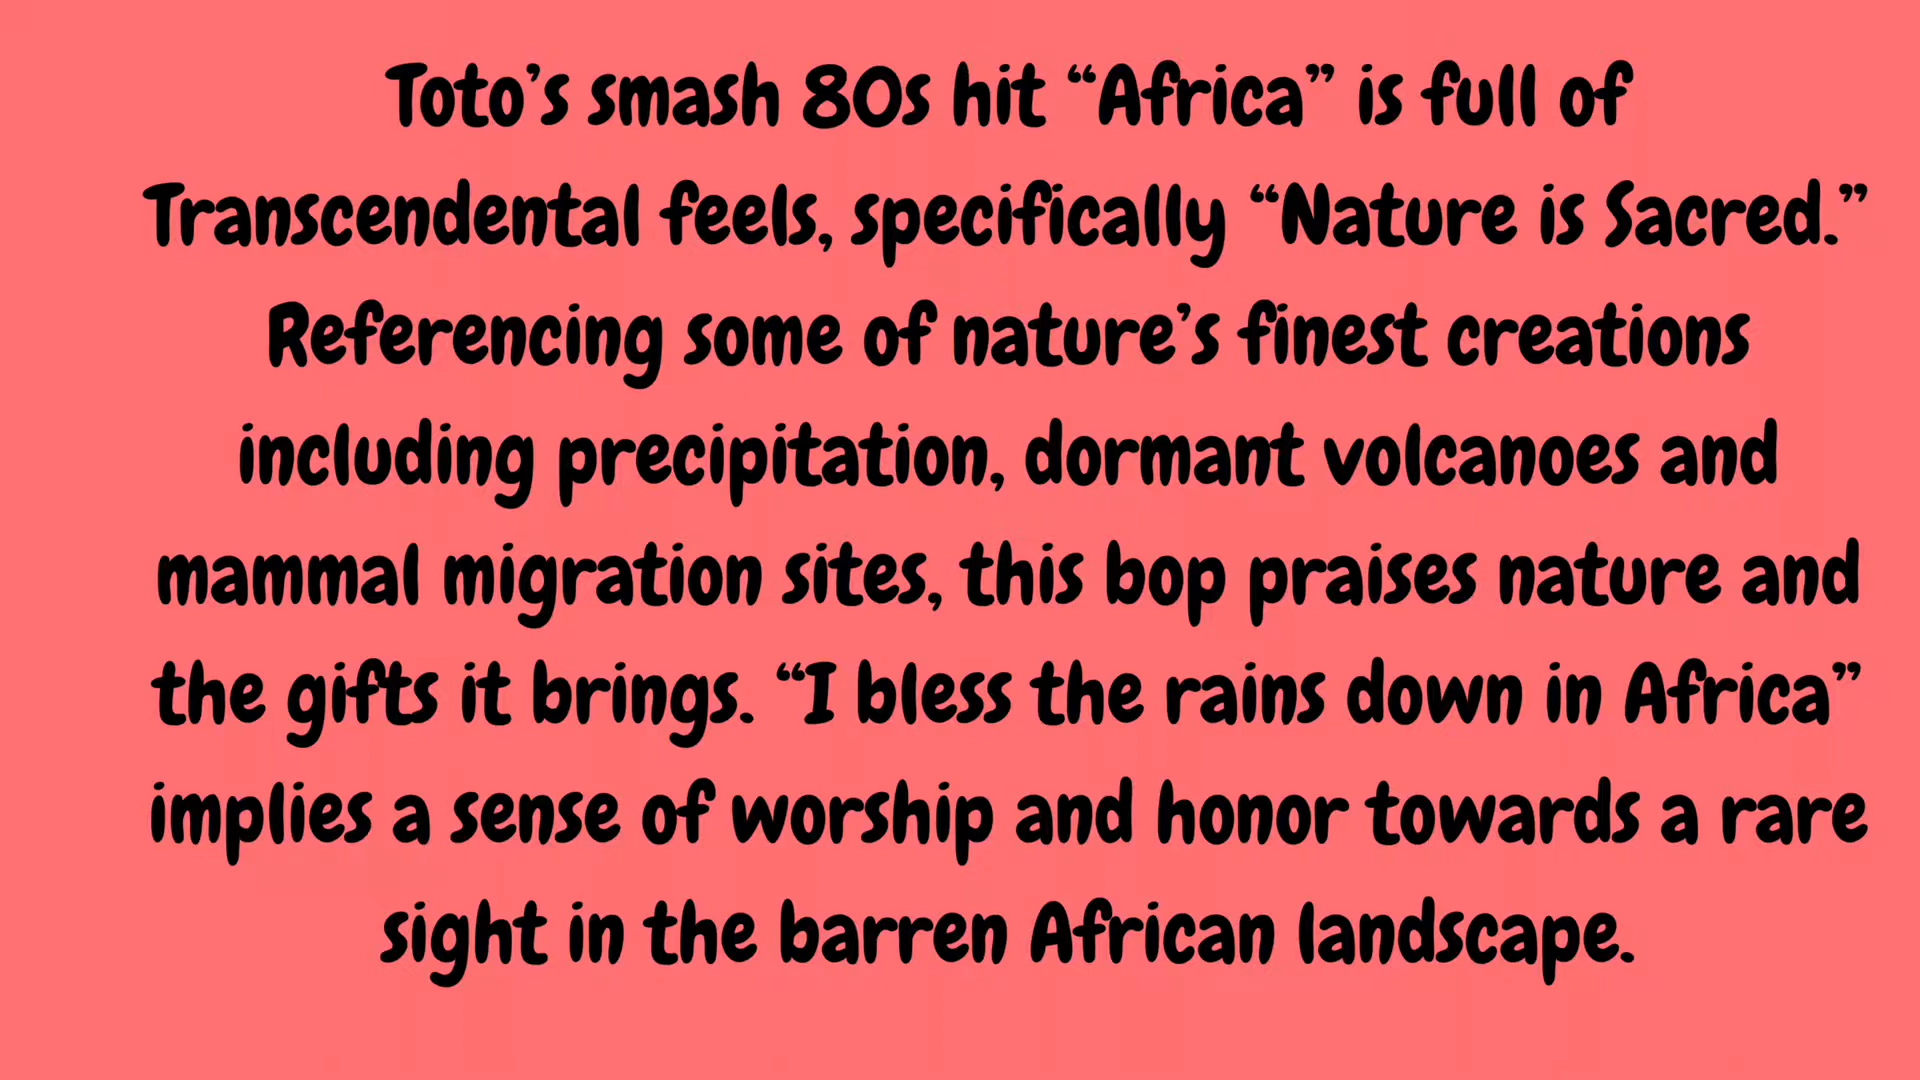 Toto’s smash 80s hit “Africa” is full of
Transcendental feels, specifically “Nature is Sacred.”
Referencing some of nature’s finest creations
including precipitation, dormant volcanoes and
mammal migration sites, this bop praises nature and
the gifts it brings. “I bless the rains down in Africa”
implies a sense of worship and honor towards a rare
sight in the barren African landscape.